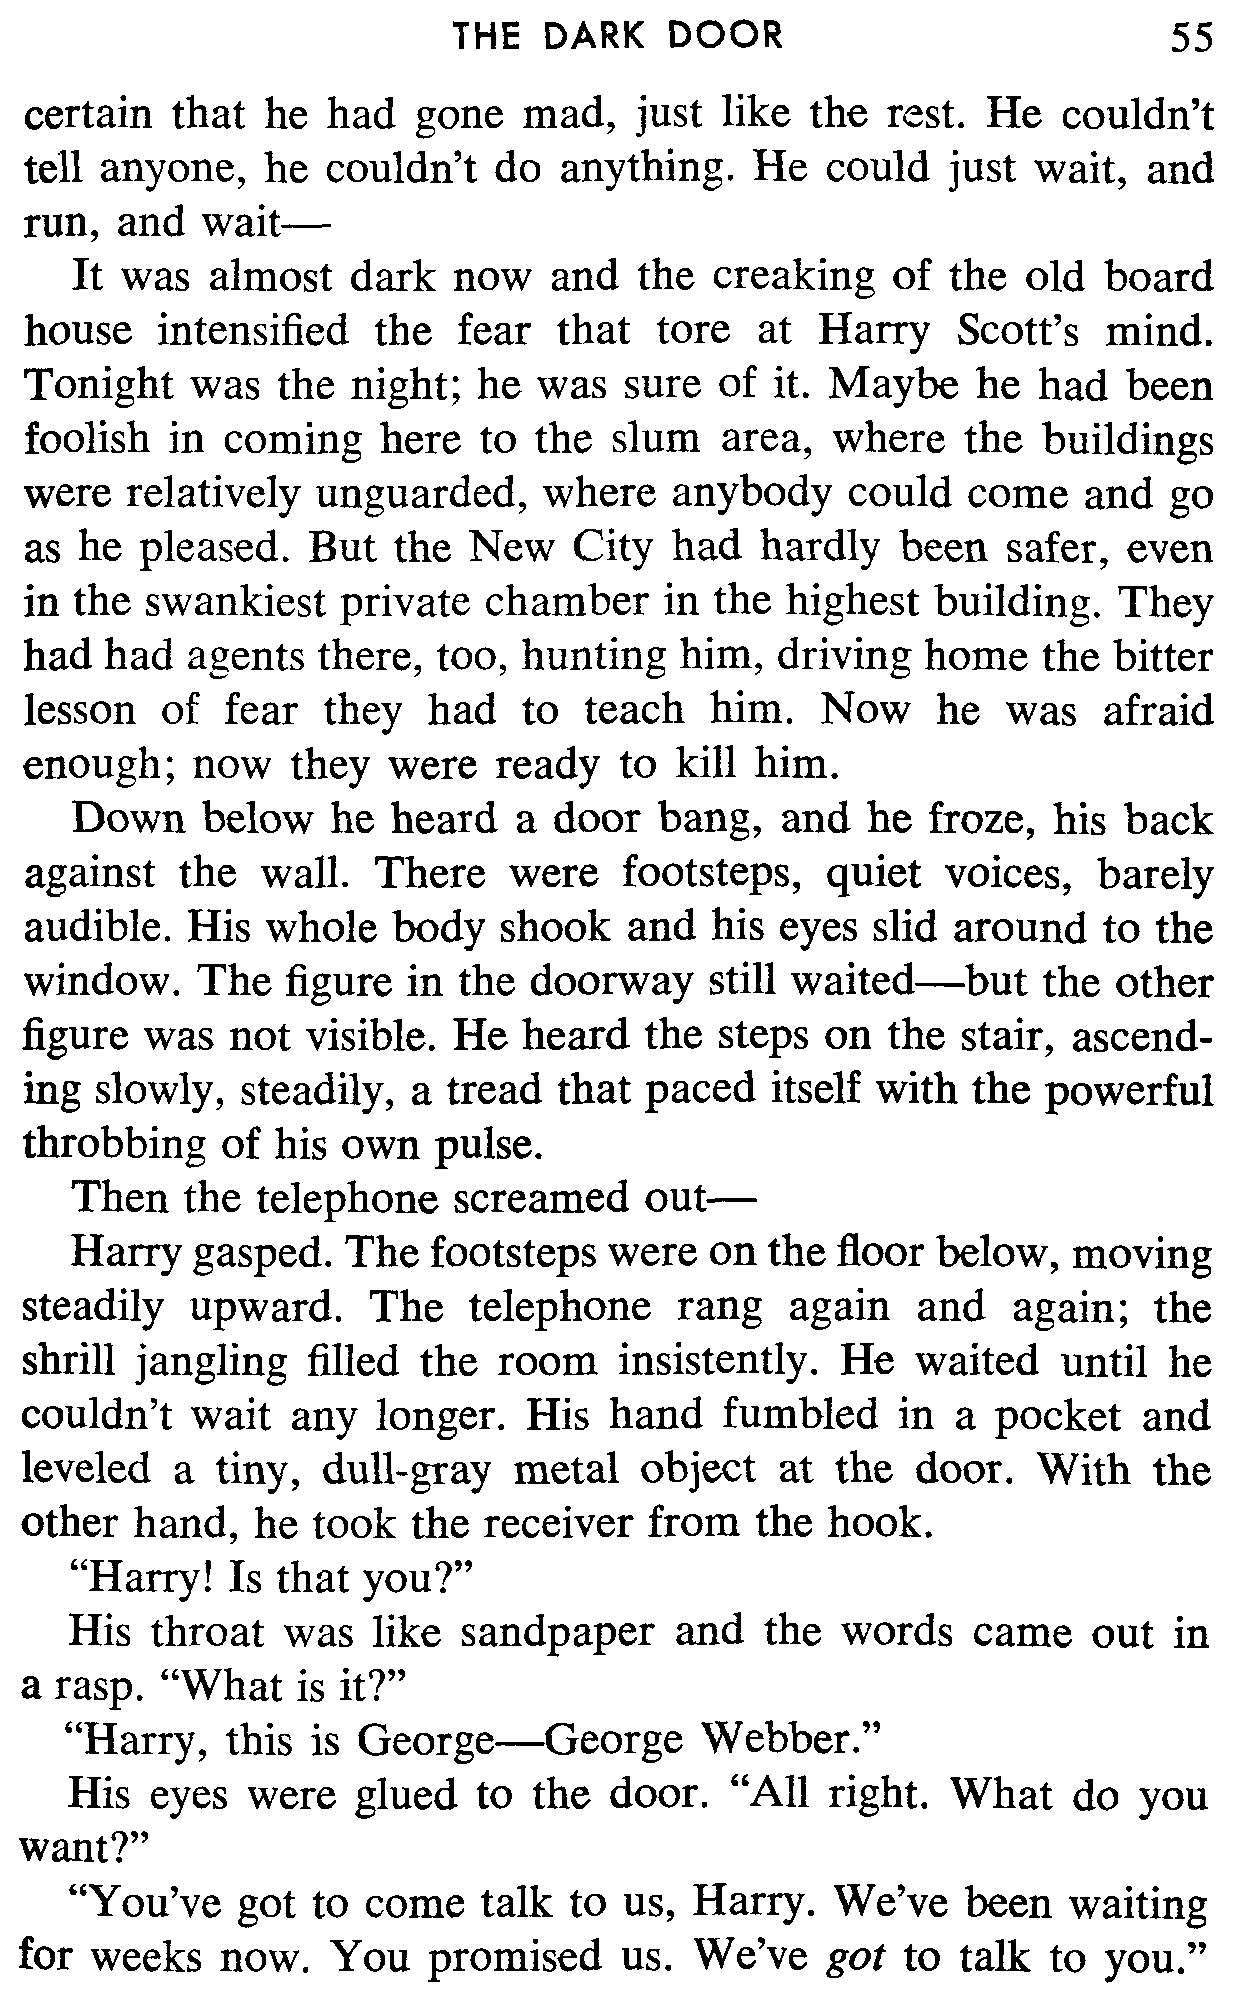 THE DARK DOOR 55
certain that he had gone mad, just like the rest. He couldn’t
tell anyone, he couldn’t do anything. He could just wait, and
run, and wait—
It was almost dark now and the creaking of the old board
house intensified the fear that tore at Harry Scott’s mind.
Tonight was the night; he was sure of it. Maybe he had been
foolish in coming here to the slum area, where the buildings
were relatively unguarded, where anybody could come and go
as he pleased. But the New City had hardly been safer, even
in the swankiest private chamber in the highest building. They
had had agents there, too, hunting him, driving home the bitter
lesson of fear they had to teach him. Now he was afraid
enough; now they were ready to kill him.
Down below he heard a door bang, and he froze, his back
against the wall. There were footsteps, quiet voices, barely
audible. His whole body shook and his eyes slid around to the
window. The figure in the doorway still waited—but the other
figure was not visible. He heard the steps on the stair, ascend-
ing slowly, steadily, a tread that paced itself with the powerful
throbbing of his own pulse.
Then the telephone screamed out—
Harry gasped. The footsteps were on the floor below, moving
steadily upward. The telephone rang again and again; the
shrill jangling filled the room insistently. He waited until he
couldn’t wait any longer. His hand fumbled in a pocket and
leveled a tiny, dull-gray metal object at the door. With the
other hand, he took the receiver from the hook.
“Harry! Is that you?”
His throat was like sandpaper and the words came out in
a rasp. “What is it?”
“Harry, this is George—George Webber.”
His eyes were glued to the door. “All right. What do you
want?”
“You’ve got to come talk to us, Harry. We’ve been waiting
for weeks now. You promised us. We’ve got to talk to you.”